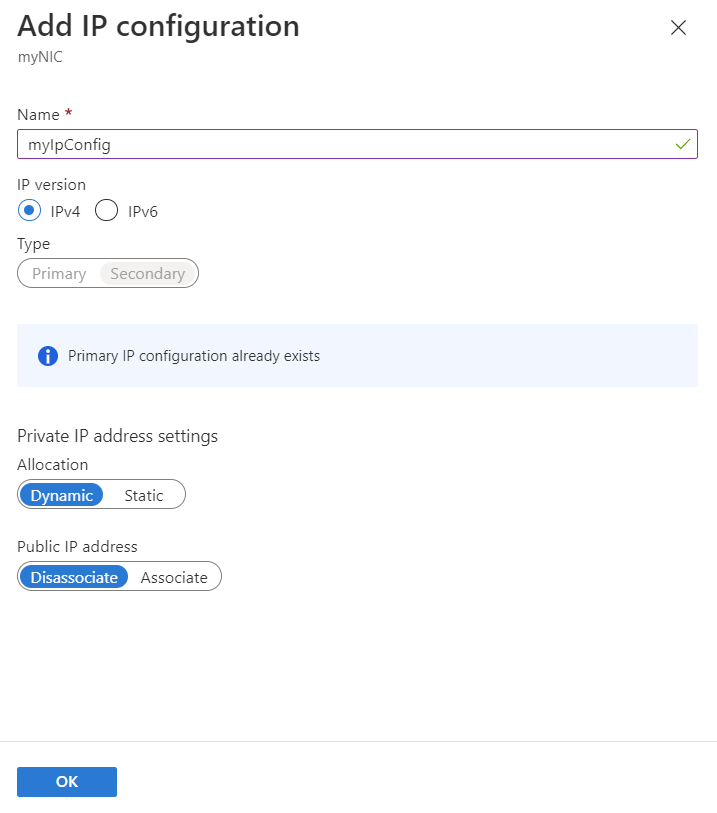 Add IP configuration
myNIC
Name *
myIpConfig
IP version
IPv4 IPv6
Type
Primary Secondary
Primary IP configuration already exists
Private IP address settings
Allocation
Dynamic Static
Public IP address
Disassociate Associate
OK